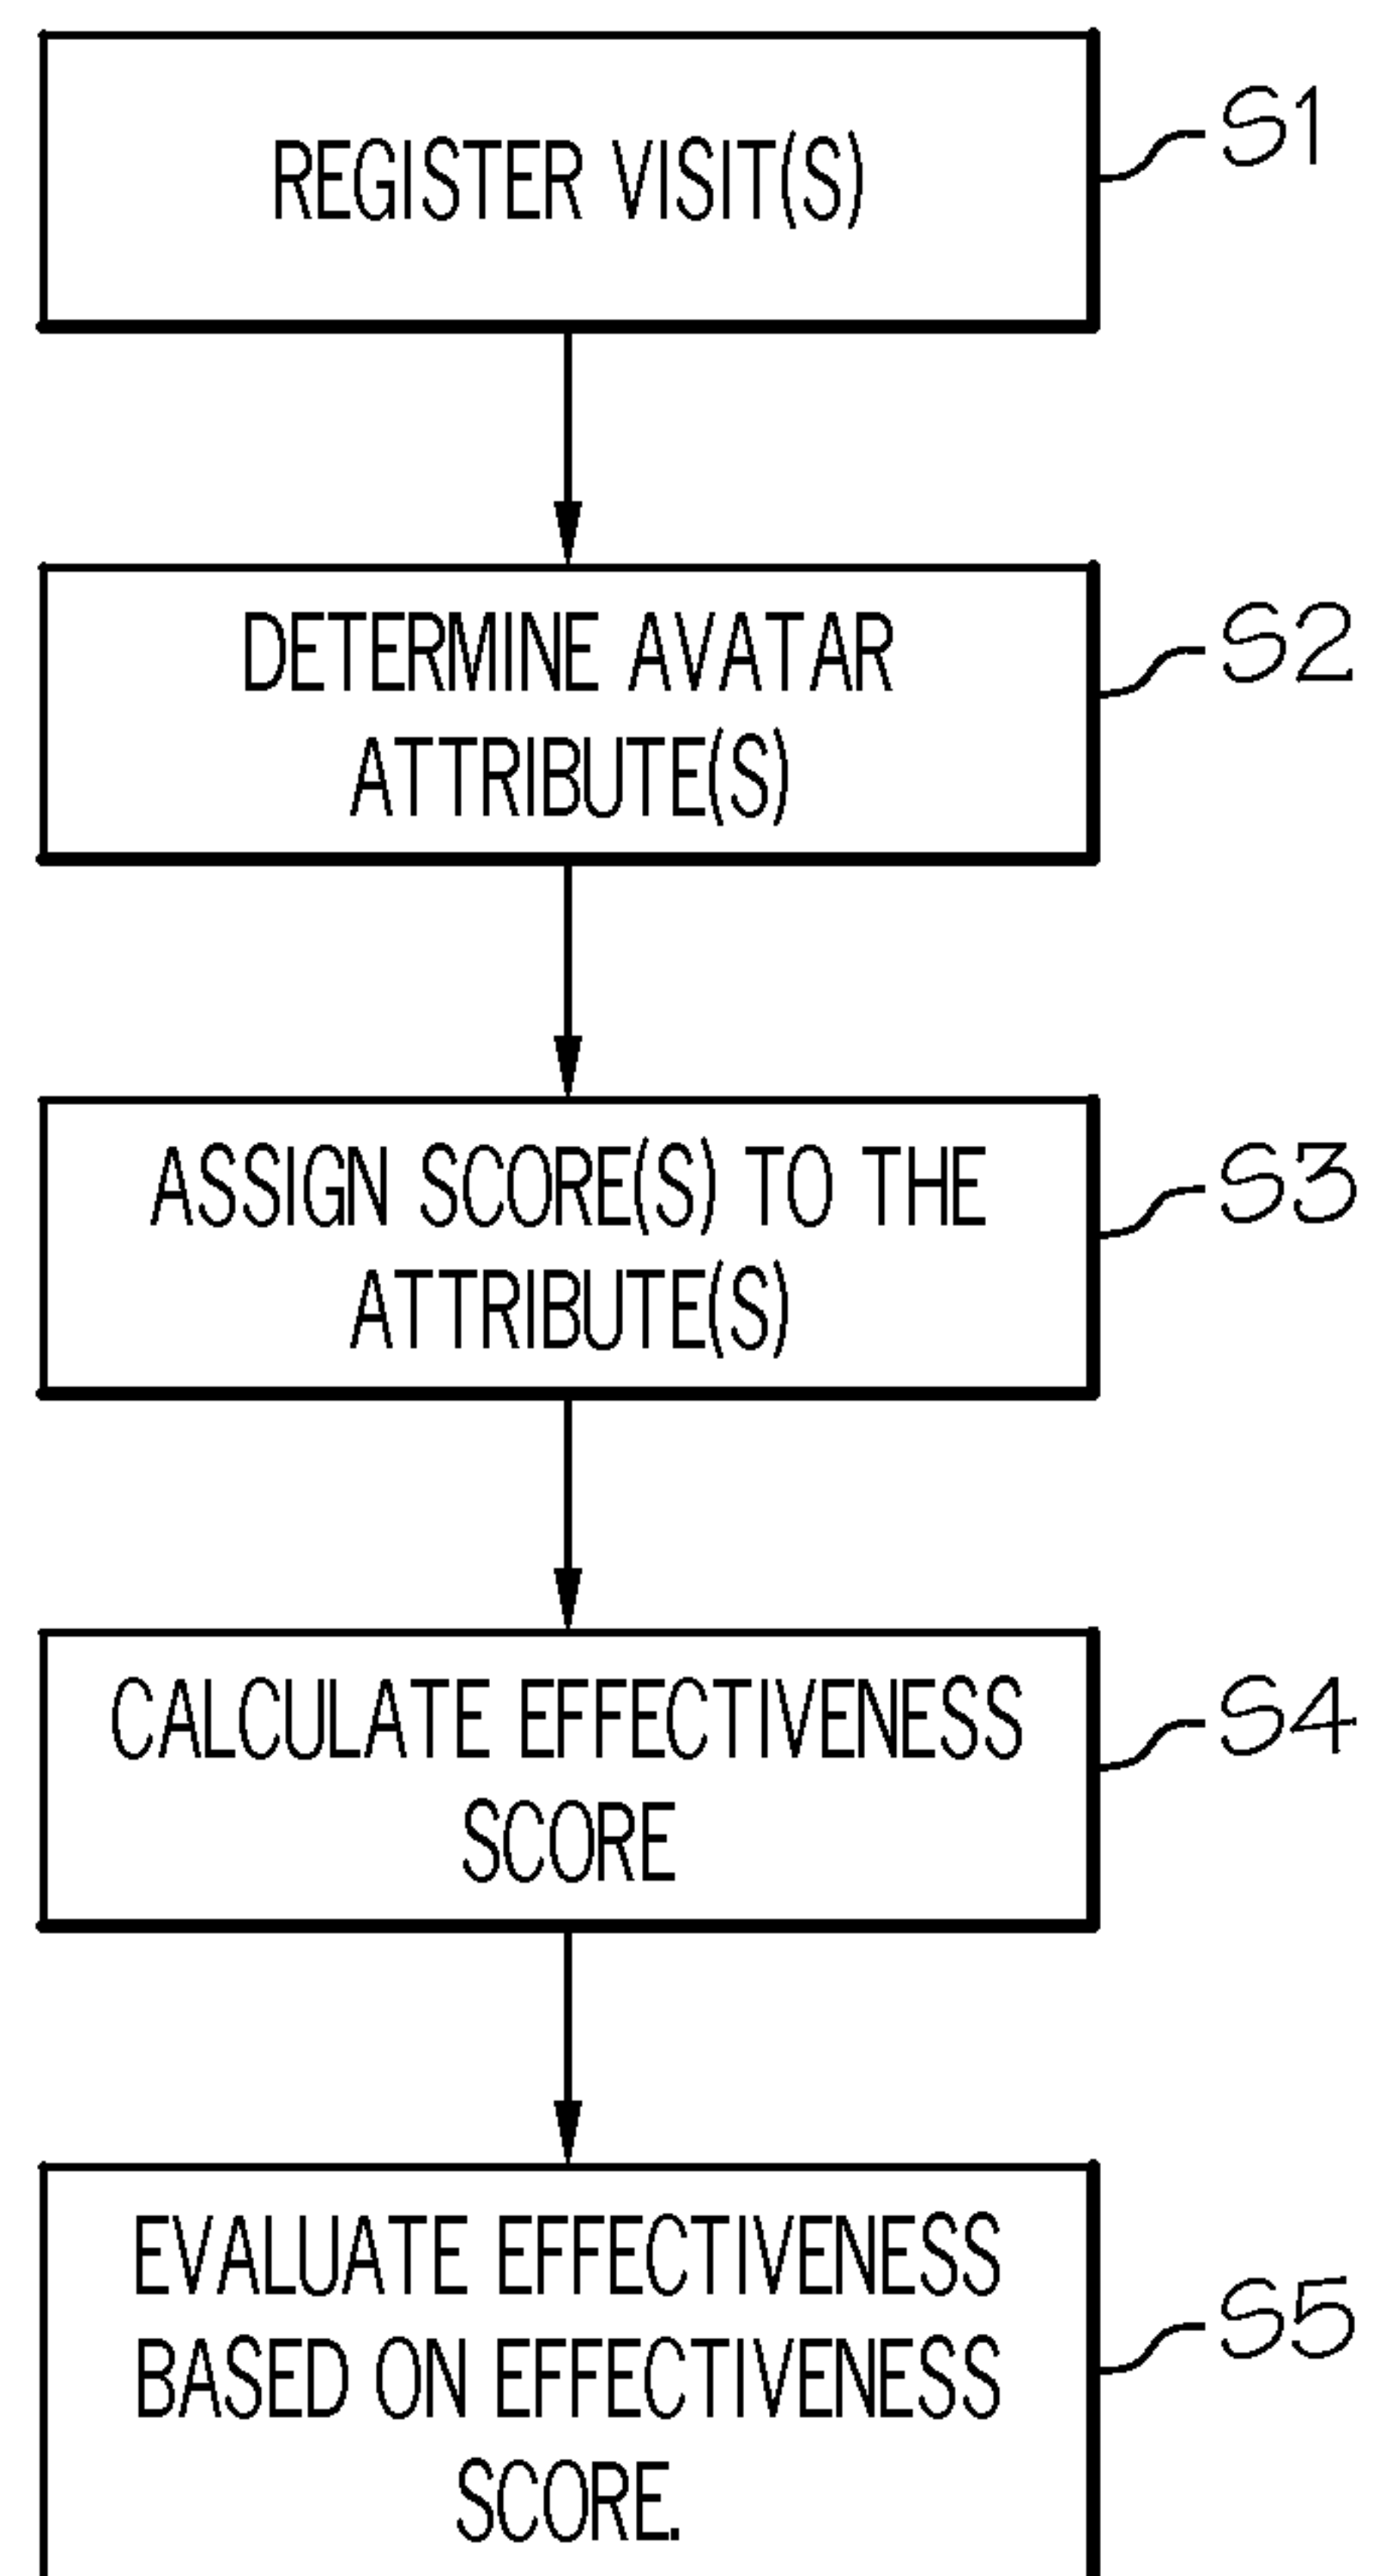 REGISTER VISIT(S)
S1
DETERMINE AVATAR
ATTRIBUTE(S)
S2
ASSIGN SCORE(S) TO THE
ATTRIBUTE(S)
S3
CALCULATE EFFECTIVENESS
SCORE
S4
EVALUATE EFFECTIVENESS
BASED ON EFFECTIVENESS
SCORE.
S5